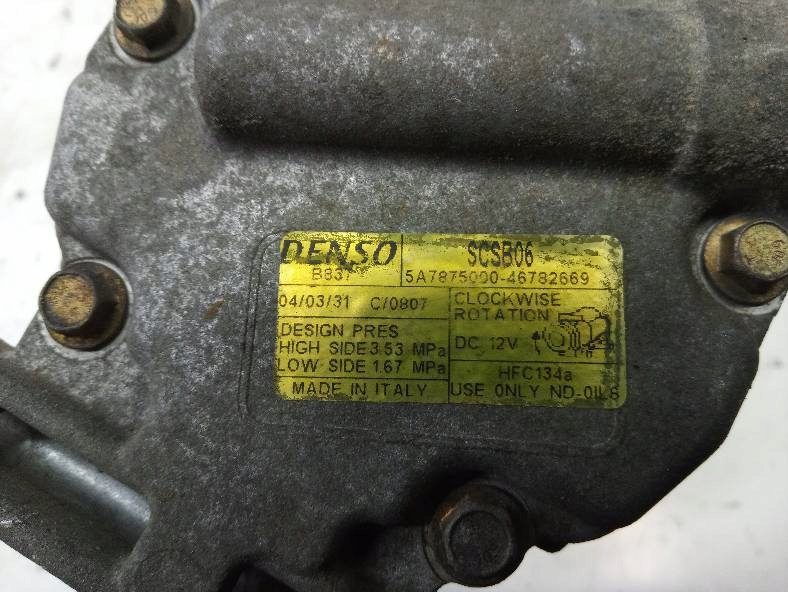 DENSO
SCSB06
B837
5A7875000-46782669
04/03/31 C/0807
CLOCKWISE
ROTATION
DESIGN PRES
HIGH SIDE 3.53 MPa
LOW SIDE 1.67 MPa
DC 12V
HFC134a
MADE IN ITALY
USE ONLY ND-OIL8